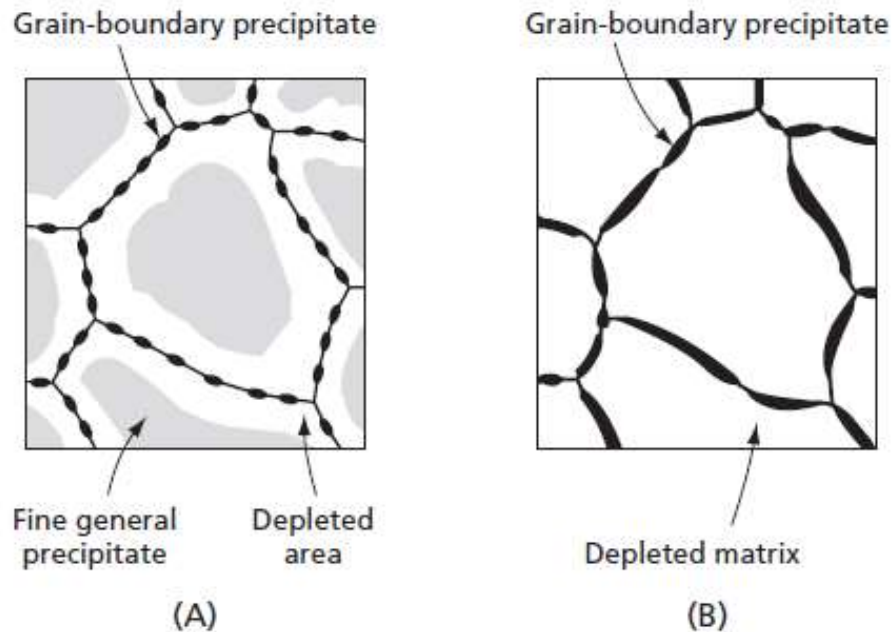 Grain-boundary precipitate
Grain-boundary precipitate
Fine general
precipitate
Depleted
area
Depleted matrix
(A)
(B)